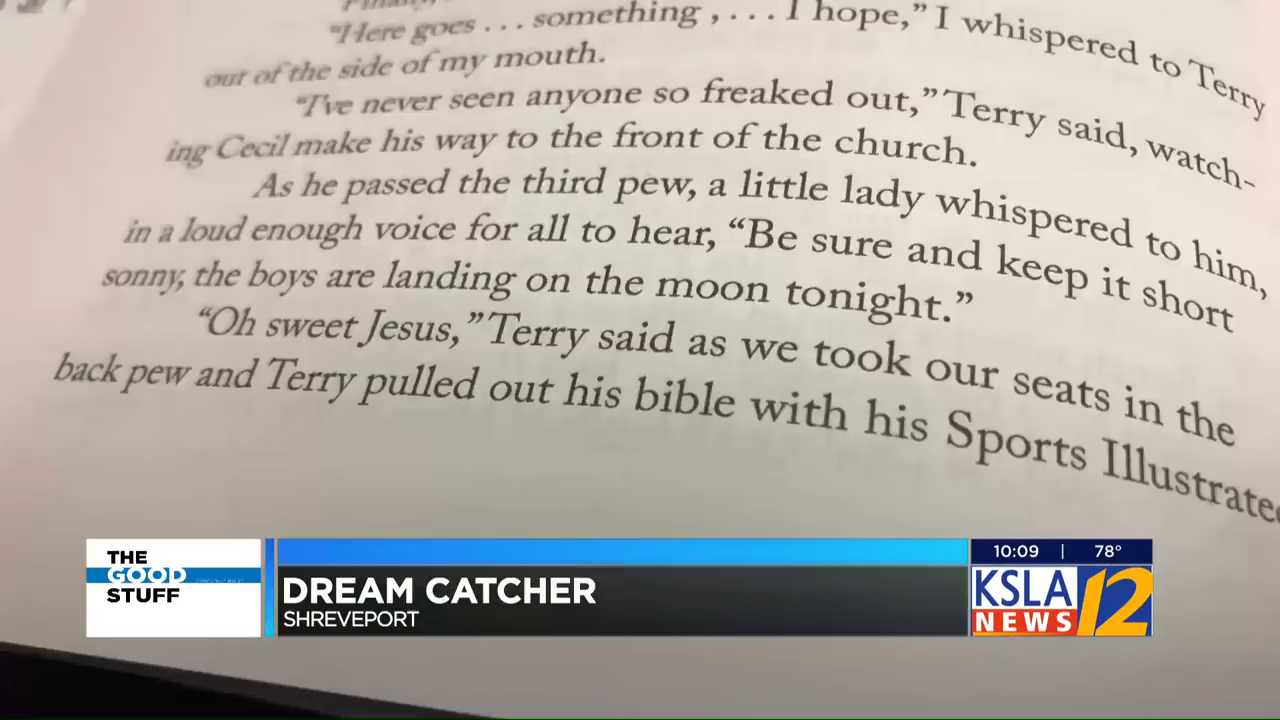 "Here goes . . . something , . . . I hope," I whispered to Terry
out of the side of my mouth.
"I've never seen anyone so freaked out," Terry said, watch-
ing Cecil make his way to the front of the church.
As he passed the third pew, a little lady whispered to him,
in a loud enough voice for all to hear, "Be sure and keep it short
sonny, the boys are landing on the moon tonight."
"Oh sweet Jesus," Terry said as we took our seats in the
back pew and Terry pulled out his bible with his Sports Illustrated
THE
GOOD
STUFF
DREAM CATCHER
SHREVEPORT
10:09 | 78°
KSLA 12
NEWS